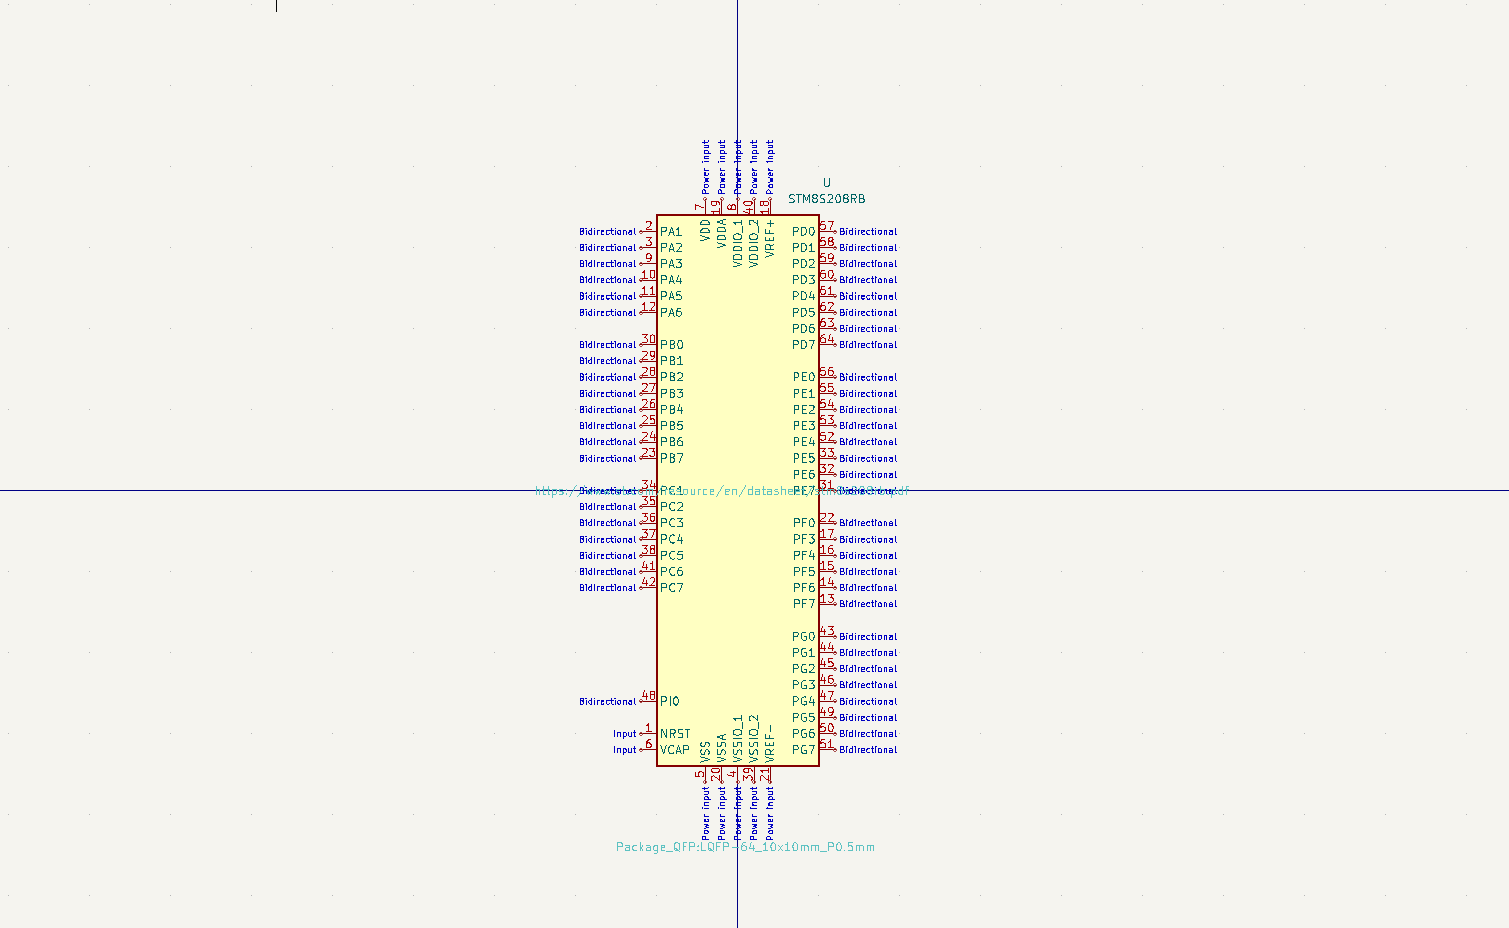 Power input Power input Power input Power input Power input
U
STM8S208RB
7 19 8 40 18
VDD VDDA VDDIO_1 VDDIO_2 VREF+
Bidirectional 2 PA1 PD0 57 Bidirectional
Bidirectional 3 PA2 PD1 58 Bidirectional
Bidirectional 9 PA3 PD2 59 Bidirectional
Bidirectional 10 PA4 PD3 60 Bidirectional
Bidirectional 11 PA5 PD4 61 Bidirectional
Bidirectional 12 PA6 PD5 62 Bidirectional
PD6 63 Bidirectional
Bidirectional 30 PB0 PD7 64 Bidirectional
Bidirectional 29 PB1
Bidirectional 28 PB2 PE0 56 Bidirectional
Bidirectional 27 PB3 PE1 55 Bidirectional
Bidirectional 26 PB4 PE2 54 Bidirectional
Bidirectional 25 PB5 PE3 53 Bidirectional
Bidirectional 24 PB6 PE4 52 Bidirectional
Bidirectional 23 PB7 PE5 33 Bidirectional
PE6 32 Bidirectional
Bidirectional 34 PC1 PE7 31 Bidirectional
Bidirectional 35 PC2
Bidirectional 36 PC3 PF0 22 Bidirectional
Bidirectional 37 PC4 PF3 17 Bidirectional
Bidirectional 38 PC5 PF4 16 Bidirectional
Bidirectional 41 PC6 PF5 15 Bidirectional
Bidirectional 42 PC7 PF6 14 Bidirectional
PF7 13 Bidirectional
PG0 43 Bidirectional
PG1 44 Bidirectional
PG2 45 Bidirectional
PG3 46 Bidirectional
Bidirectional 48 PI0 PG4 47 Bidirectional
PG5 49 Bidirectional
Input 1 NRST PG6 50 Bidirectional
Input 6 VCAP PG7 51 Bidirectional
VSS VSSA VSSIO_1 VSSIO_2 VREF-
5 20 4 39 21
Power input Power input Power input Power input Power input
Package_QFP:LQFP-64_10x10mm_P0.5mm